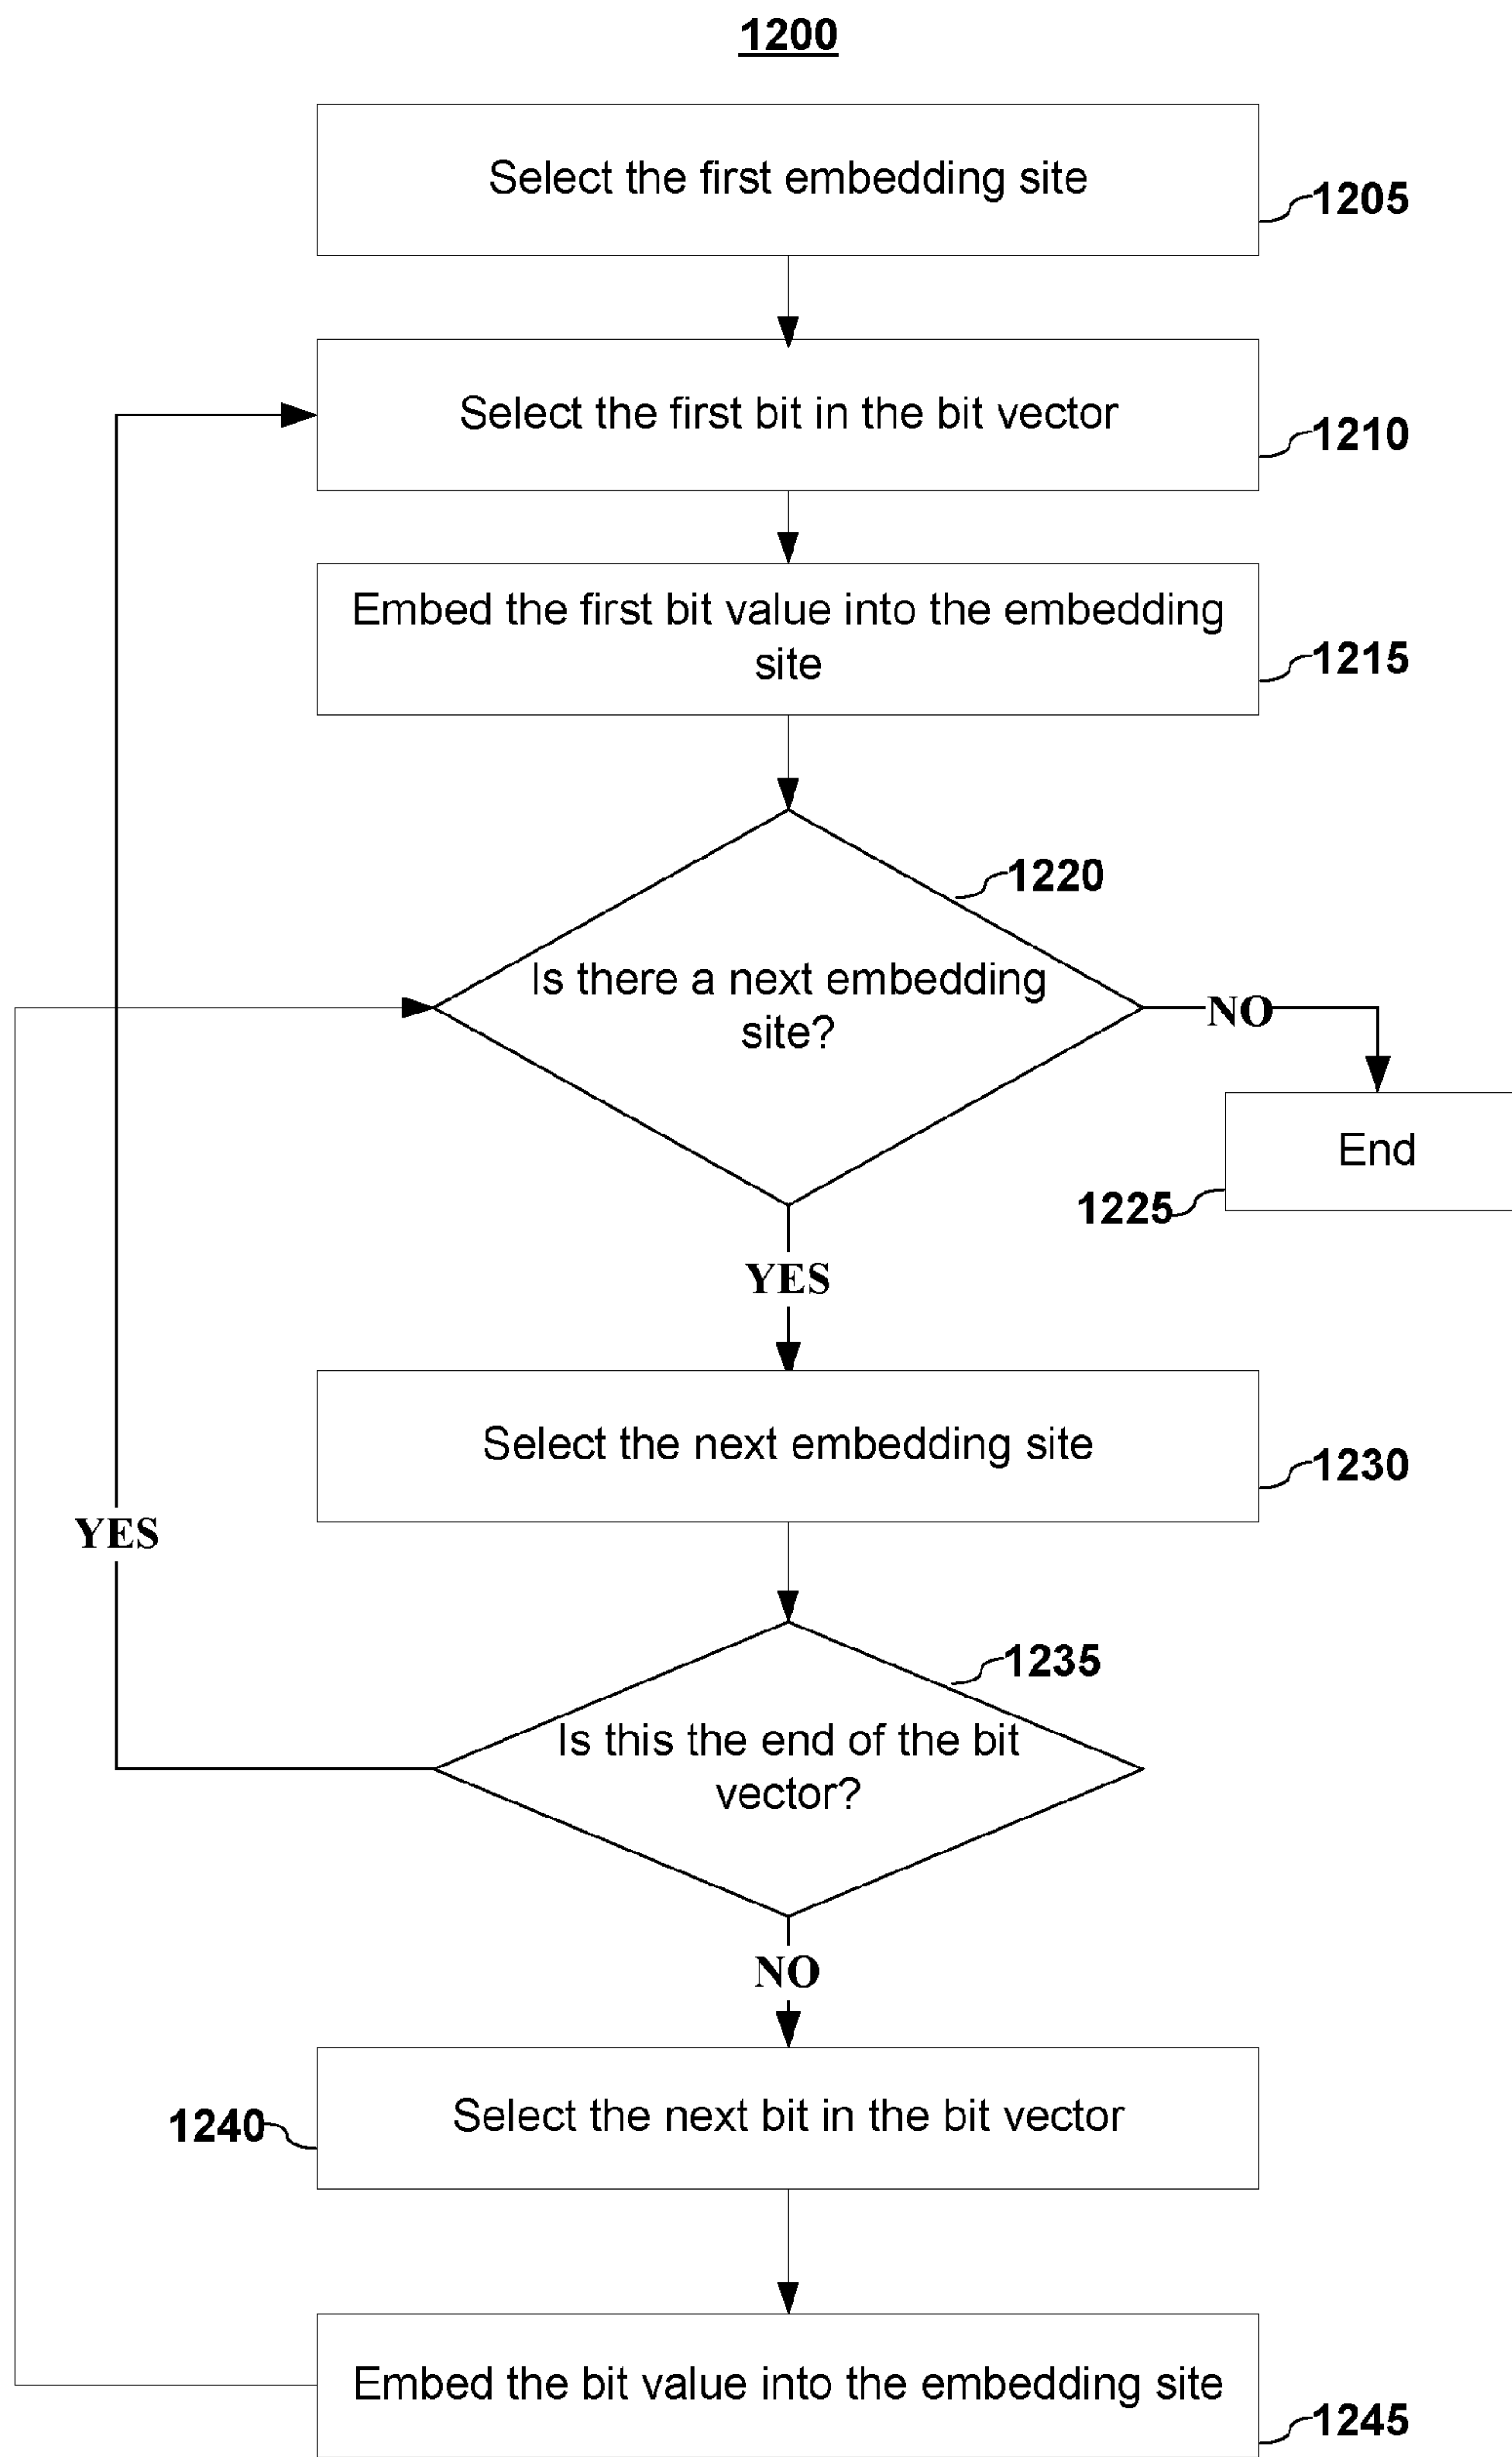 1200
Select the first embedding site
1205
Select the first bit in the bit vector
1210
Embed the first bit value into the embedding
site
1215
1220
Is there a next embedding
site?
NO
End
1225
YES
Select the next embedding site
1230
YES
1235
Is this the end of the bit
vector?
NO
Select the next bit in the bit vector
1240
Embed the bit value into the embedding site
1245